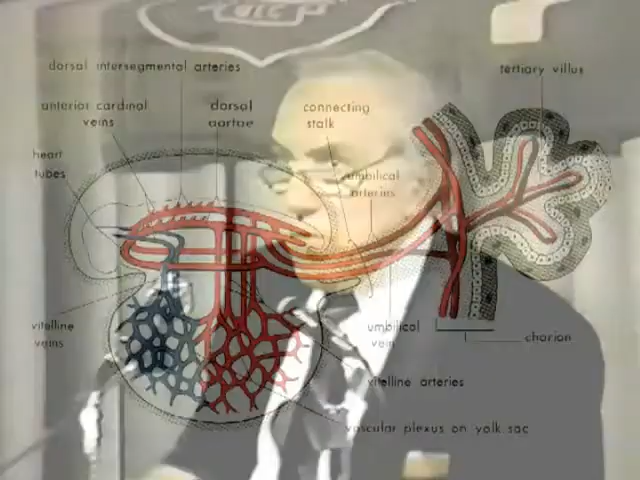 dorsal intersegmental arteries
tertiary villus
anterior cardinal
veins
dorsal
aortae
connecting
stalk
heart
tubes
umbilical
arteries
vitelline
veins
umbilical
vein
chorion
vitelline arteries
vascular plexus on yolk sac